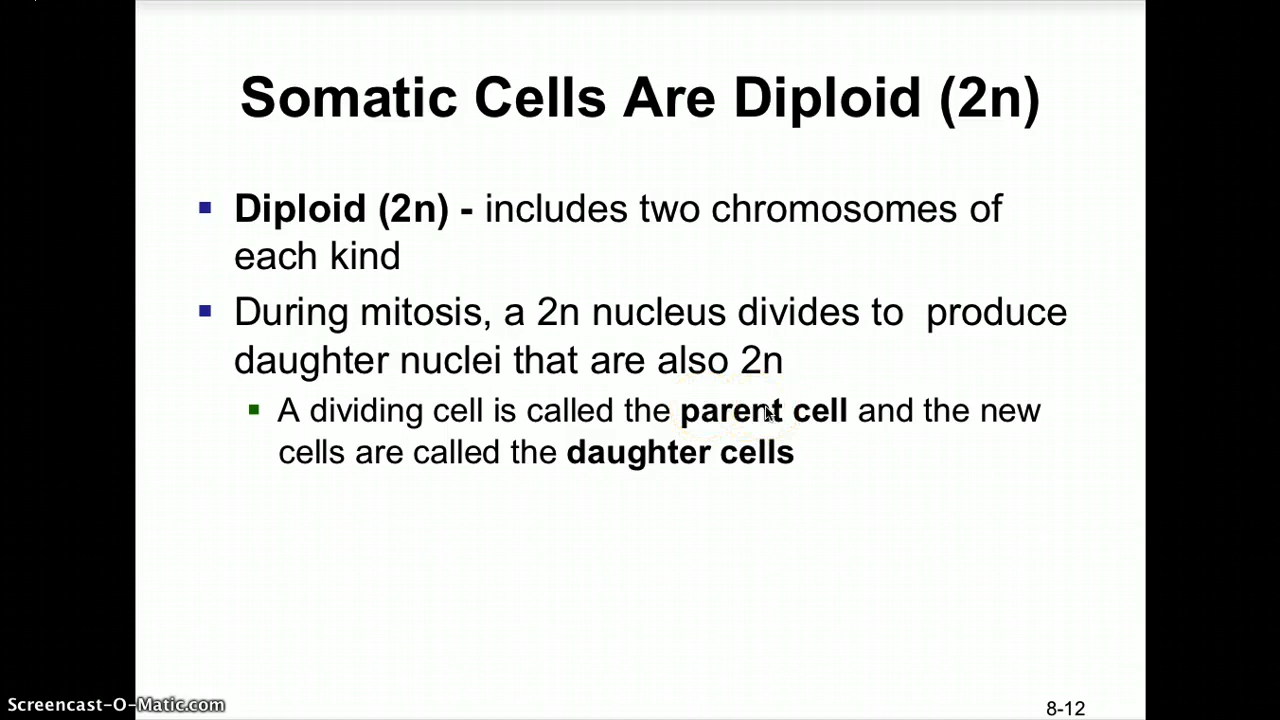 Somatic Cells Are Diploid (2n)
▪ Diploid (2n) - includes two chromosomes of
each kind
▪ During mitosis, a 2n nucleus divides to  produce
daughter nuclei that are also 2n
▪ A dividing cell is called the parent cell and the new
cells are called the daughter cells
Screencast-O-Matic.com
8-12